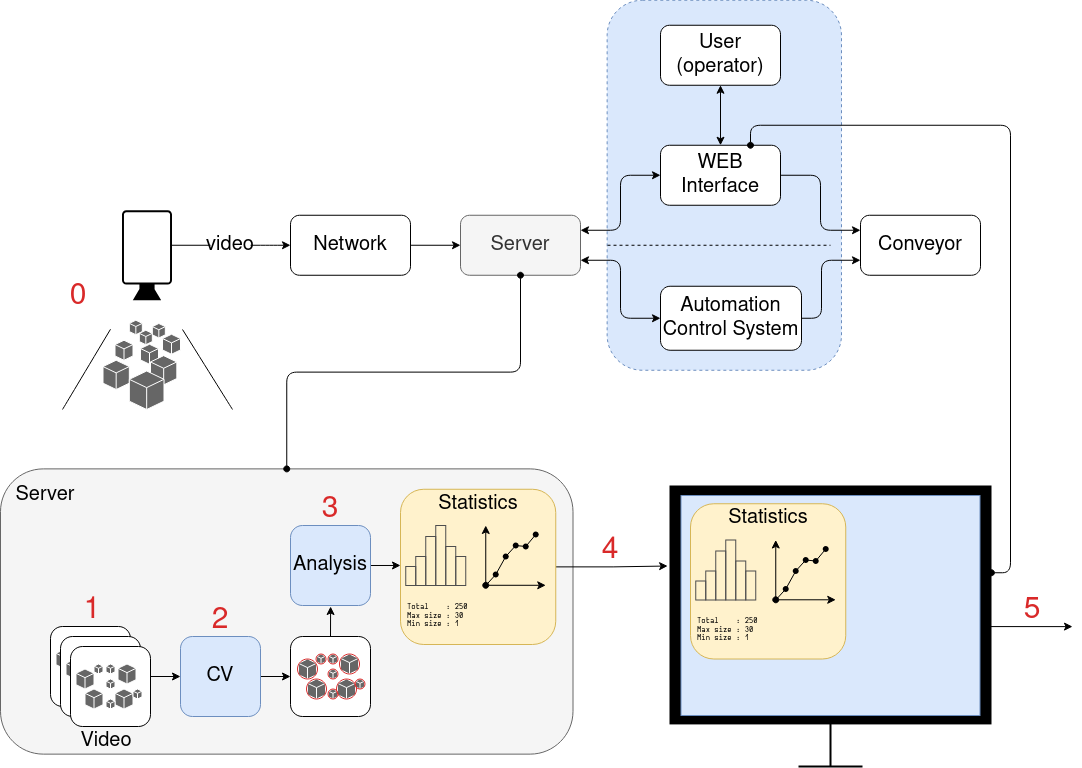 User
(operator)
WEB
Interface
video
Network
Server
Conveyor
0
Automation
Control System
Server
3
Statistics
Analysis
Total : 250
Max size : 30
Min size : 1
1
2
CV
Video
4
Statistics
Total : 250
Max size : 30
Min size : 1
5